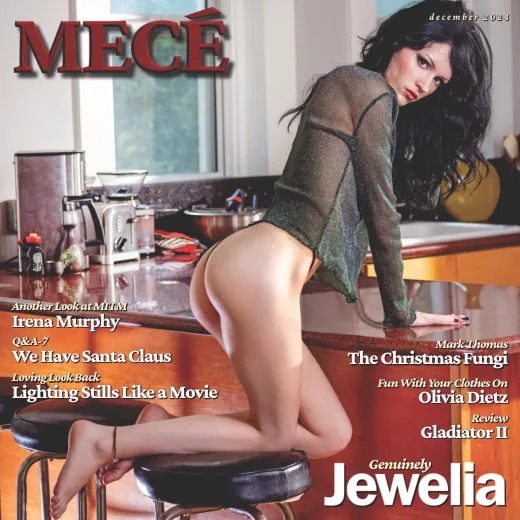 december 2024
MECÉ
Another Look at MITM
Irena Murphy
Q&A-7
We Have Santa Claus
Loving Look Back
Lighting Stills Like a Movie
Mark Thomas
The Christmas Fungi
Fun With Your Clothes On
Olivia Dietz
Review
Gladiator II
Genuinely
Jewelia